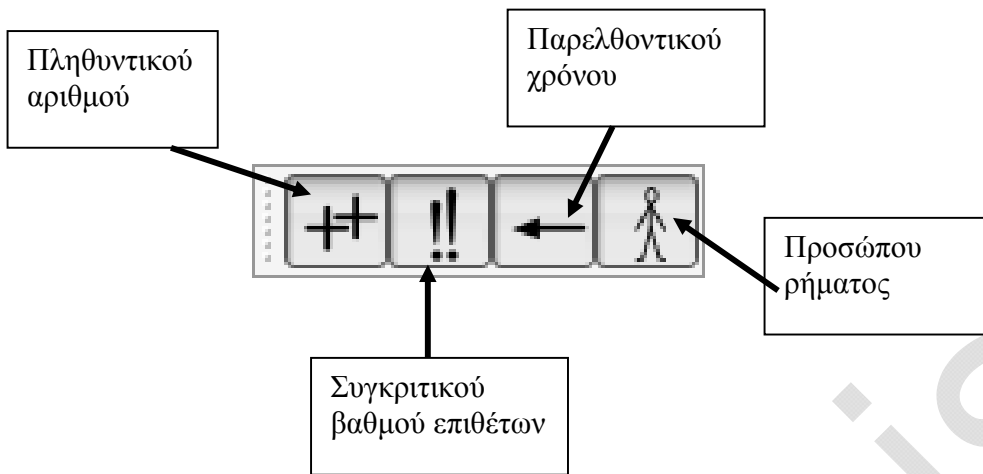 Παρελθοντικού
χρόνου
Πληθυντικού
αριθμού
Προσώπου
ρήματος
Συγκριτικού
βαθμού επιθέτων